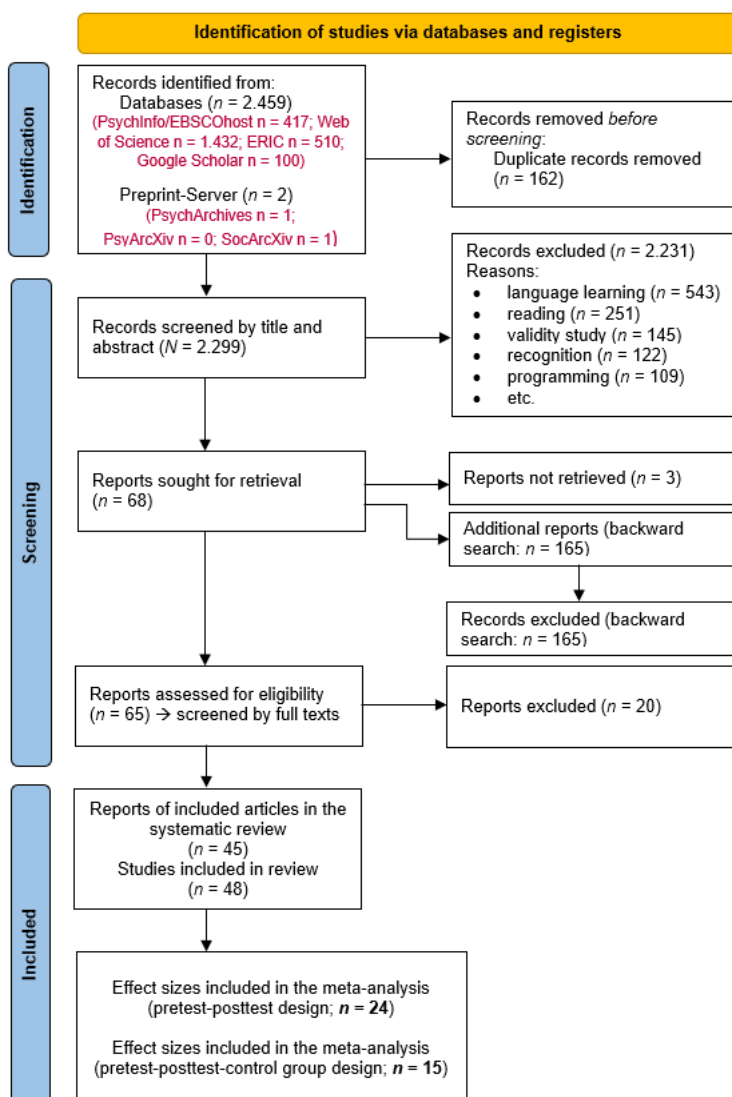 Identification of studies via databases and registers
Identification
Records identified from:
Databases (n = 2.459)
(PsychInfo/EBSCOhost n = 417; Web
of Science n = 1.432; ERIC n = 510;
Google Scholar n = 100)
Preprint-Server (n = 2)
(PsychArchives n = 1;
PsyArcXiv n = 0; SocArcXiv n = 1)
Records removed before
screening:
Duplicate records removed
(n = 162)
Screening
Records screened by title and
abstract (N = 2.299)
Records excluded (n = 2.231)
Reasons:
• language learning (n = 543)
• reading (n = 251)
• validity study (n = 145)
• recognition (n = 122)
• programming (n = 109)
• etc.
Reports sought for retrieval
(n = 68)
Reports not retrieved (n = 3)
Additional reports (backward
search: n = 165)
Records excluded (backward
search: n = 165)
Reports assessed for eligibility
(n = 65) → screened by full texts
Reports excluded (n = 20)
Included
Reports of included articles in the
systematic review
(n = 45)
Studies included in review
(n = 48)
Effect sizes included in the meta-analysis
(pretest-posttest design; n = 24)
Effect sizes included in the meta-analysis
(pretest-posttest-control group design; n = 15)